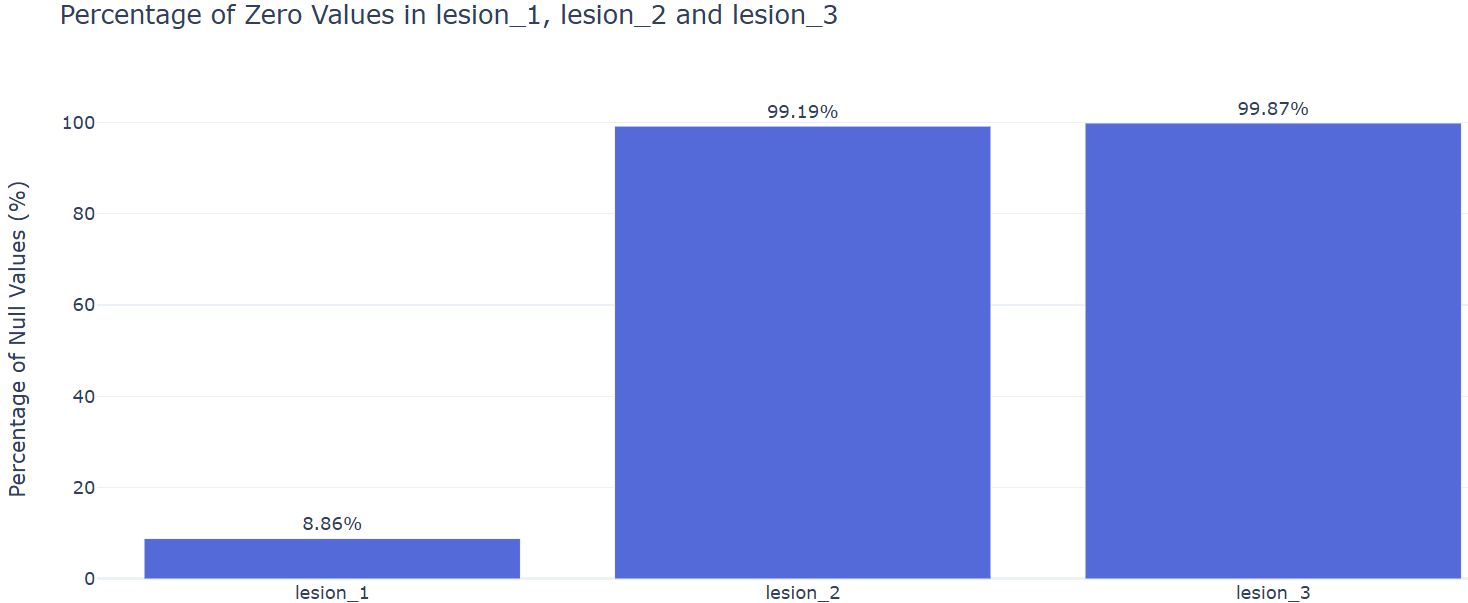 Percentage of Zero Values in lesion_1, lesion_2 and lesion_3
Percentage of Null Values (%)
100
80
60
40
20
0
8.86%
99.19%
99.87%
lesion_1
lesion_2
lesion_3